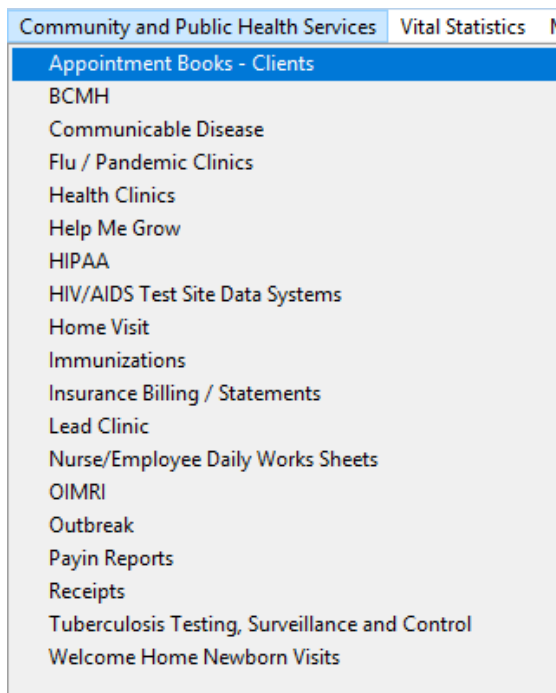 Community and Public Health Services Vital Statistics
Appointment Books - Clients
BCMH
Communicable Disease
Flu / Pandemic Clinics
Health Clinics
Help Me Grow
HIPAA
HIV/AIDS Test Site Data Systems
Home Visit
Immunizations
Insurance Billing / Statements
Lead Clinic
Nurse/Employee Daily Works Sheets
OIMRI
Outbreak
Payin Reports
Receipts
Tuberculosis Testing, Surveillance and Control
Welcome Home Newborn Visits